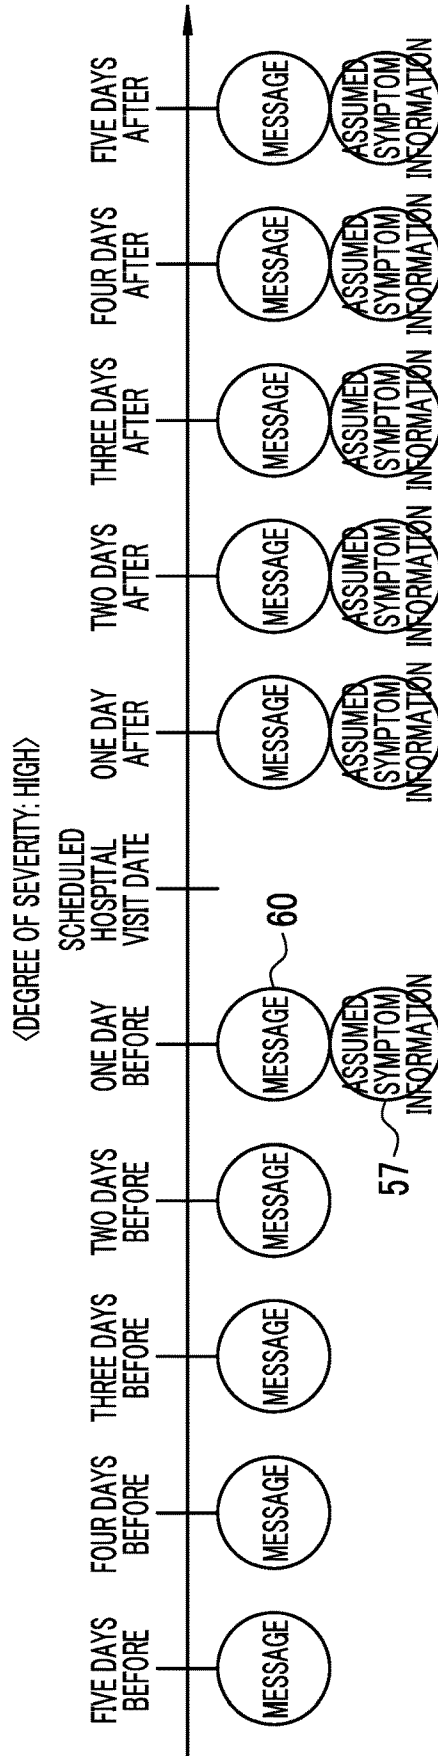 <DEGREE OF SEVERITY: HIGH>
FIVE DAYS
BEFORE
FOUR DAYS
BEFORE
THREE DAYS
BEFORE
TWO DAYS
BEFORE
ONE DAY
BEFORE
SCHEDULED
HOSPITAL
VISIT DATE
ONE DAY
AFTER
TWO DAYS
AFTER
THREE DAYS
AFTER
FOUR DAYS
AFTER
FIVE DAYS
AFTER
MESSAGE
MESSAGE
MESSAGE
MESSAGE
MESSAGE
60
MESSAGE
MESSAGE
MESSAGE
MESSAGE
MESSAGE
57
ASSUMED
SYMPTOM
INFORMATION
ASSUMED
SYMPTOM
INFORMATION
ASSUMED
SYMPTOM
INFORMATION
ASSUMED
SYMPTOM
INFORMATION
ASSUMED
SYMPTOM
INFORMATION
ASSUMED
SYMPTOM
INFORMATION